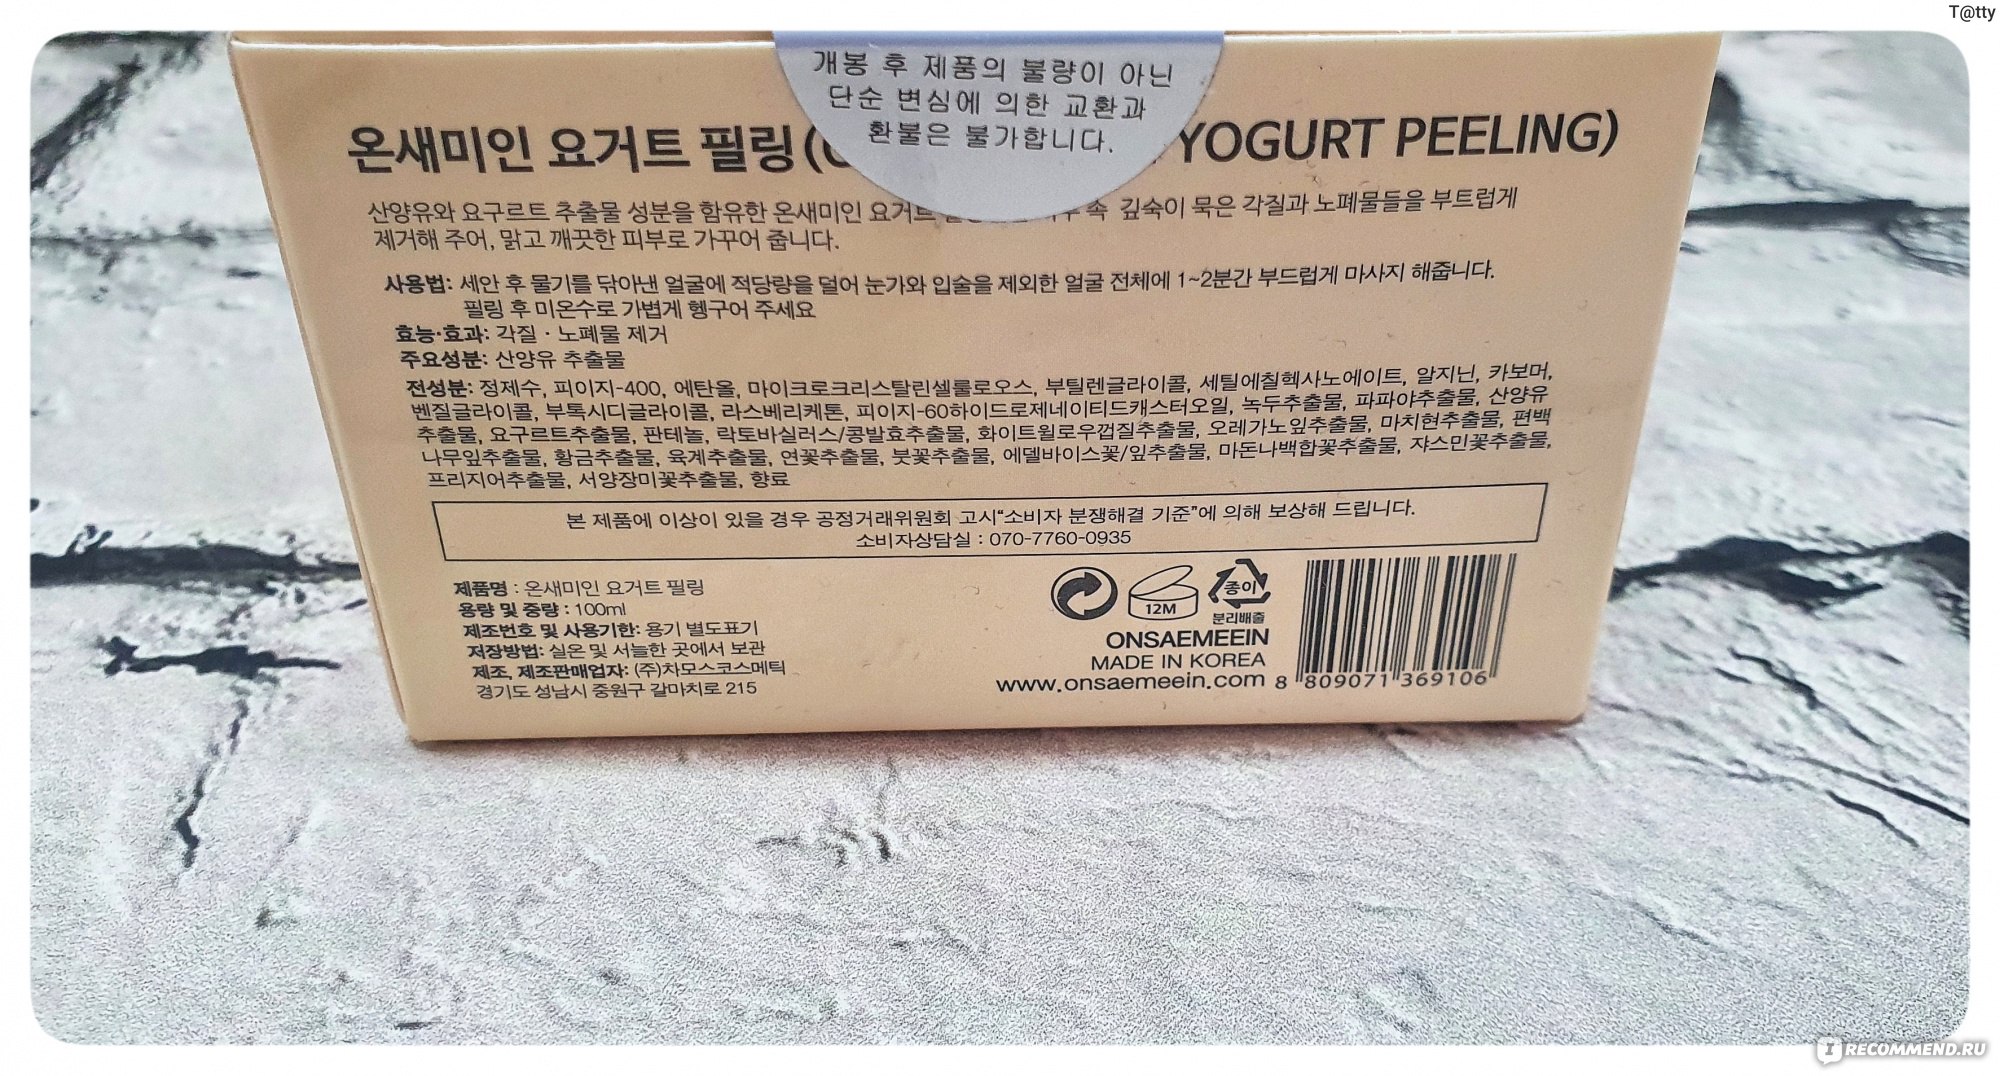 T@tty
개봉 후 제품의 불량이 아닌
단순 변심에 의한 교환과
환불은 불가합니다.
온새미인 요거트 필링 YOGURT PEELING)
산양유와 요구르트 추출물 성분을 함유한 온새미인 요거트 속 깊숙이 묵은 각질과 노폐물들을 부트럽게
제거해 주어, 맑고 깨끗한 피부로 가꾸어 줍니다.
사용법: 세안 후 물기를 닦아낸 얼굴에 적당량을 덜어 눈가와 입술을 제외한 얼굴 전체에 1~2분간 부드럽게 마사지 해줍니다.
필링 후 미온수로 가볍게 헹구어 주세요
효능·효과: 각질 · 노폐물 제거
주요성분: 산양유 추출물
전성분: 정제수, 피이지-400, 에탄올, 마이크로크리스탈린셀룰로오스, 부틸렌글라이콜, 세틸에칠헥사노에이트, 알지닌, 카보머,
벤질글라이콜, 부톡시디글라이콜, 라스베리케톤, 피이지-60하이드로제네이티드캐스터오일, 녹두추출물, 파파야추출물, 산양유
추출물, 요구르트추출물, 판테놀, 락토바실러스/콩발효추출물, 화이트윌로우껍질추출물, 오레가노잎추출물, 마치현추출물, 편백
나무잎추출물, 황금추출물, 육계추출물, 연꽃추출물, 붓꽃추출물, 에델바이스꽃/잎추출물, 마돈나백합꽃추출물, 쟈스민꽃추출물,
프리지어추출물, 서양장미꽃추출물, 향료
본 제품에 이상이 있을 경우 공정거래위원회 고시“소비자 분쟁해결 기준”에 의해 보상해 드립니다.
소비자상담실 : 070-7760-0935
제품명 : 온새미인 요거트 필링
용량 및 중량 : 100ml
제조번호 및 사용기한: 용기 별도표기
저장방법: 실온 및 서늘한 곳에서 보관
제조, 제조판매업자: (주)차모스코스메틱
경기도 성남시 중원구 갈마치로 215
12M
종이
분리배출
ONSAEMEEIN
MADE IN KOREA
www.onsaemeein.com
8 809071 369106
IRECOMMEND.RU